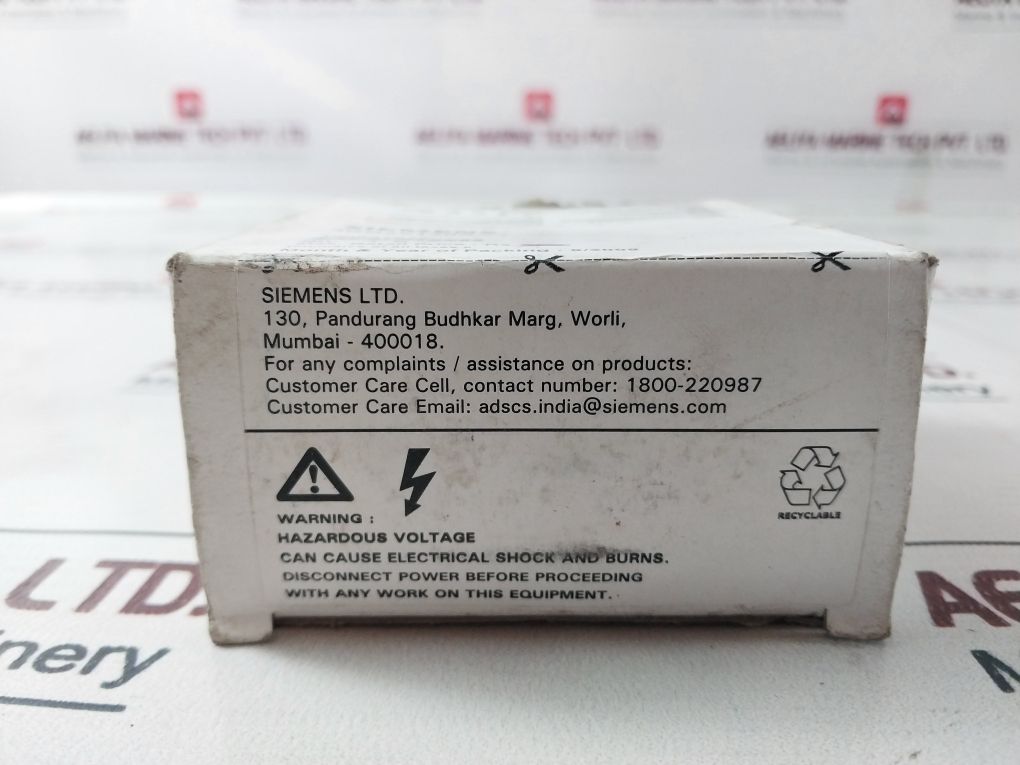 SIEMENS LTD.
130, Pandurang Budhkar Marg, Worli,
Mumbai - 400018.
For any complaints / assistance on products:
Customer Care Cell, contact number: 1800-220987
Customer Care Email: adscs.india@siemens.com
WARNING :
HAZARDOUS VOLTAGE
CAN CAUSE ELECTRICAL SHOCK AND BURNS.
DISCONNECT POWER BEFORE PROCEEDING
WITH ANY WORK ON THIS EQUIPMENT.
RECYCLABLE
LTD.